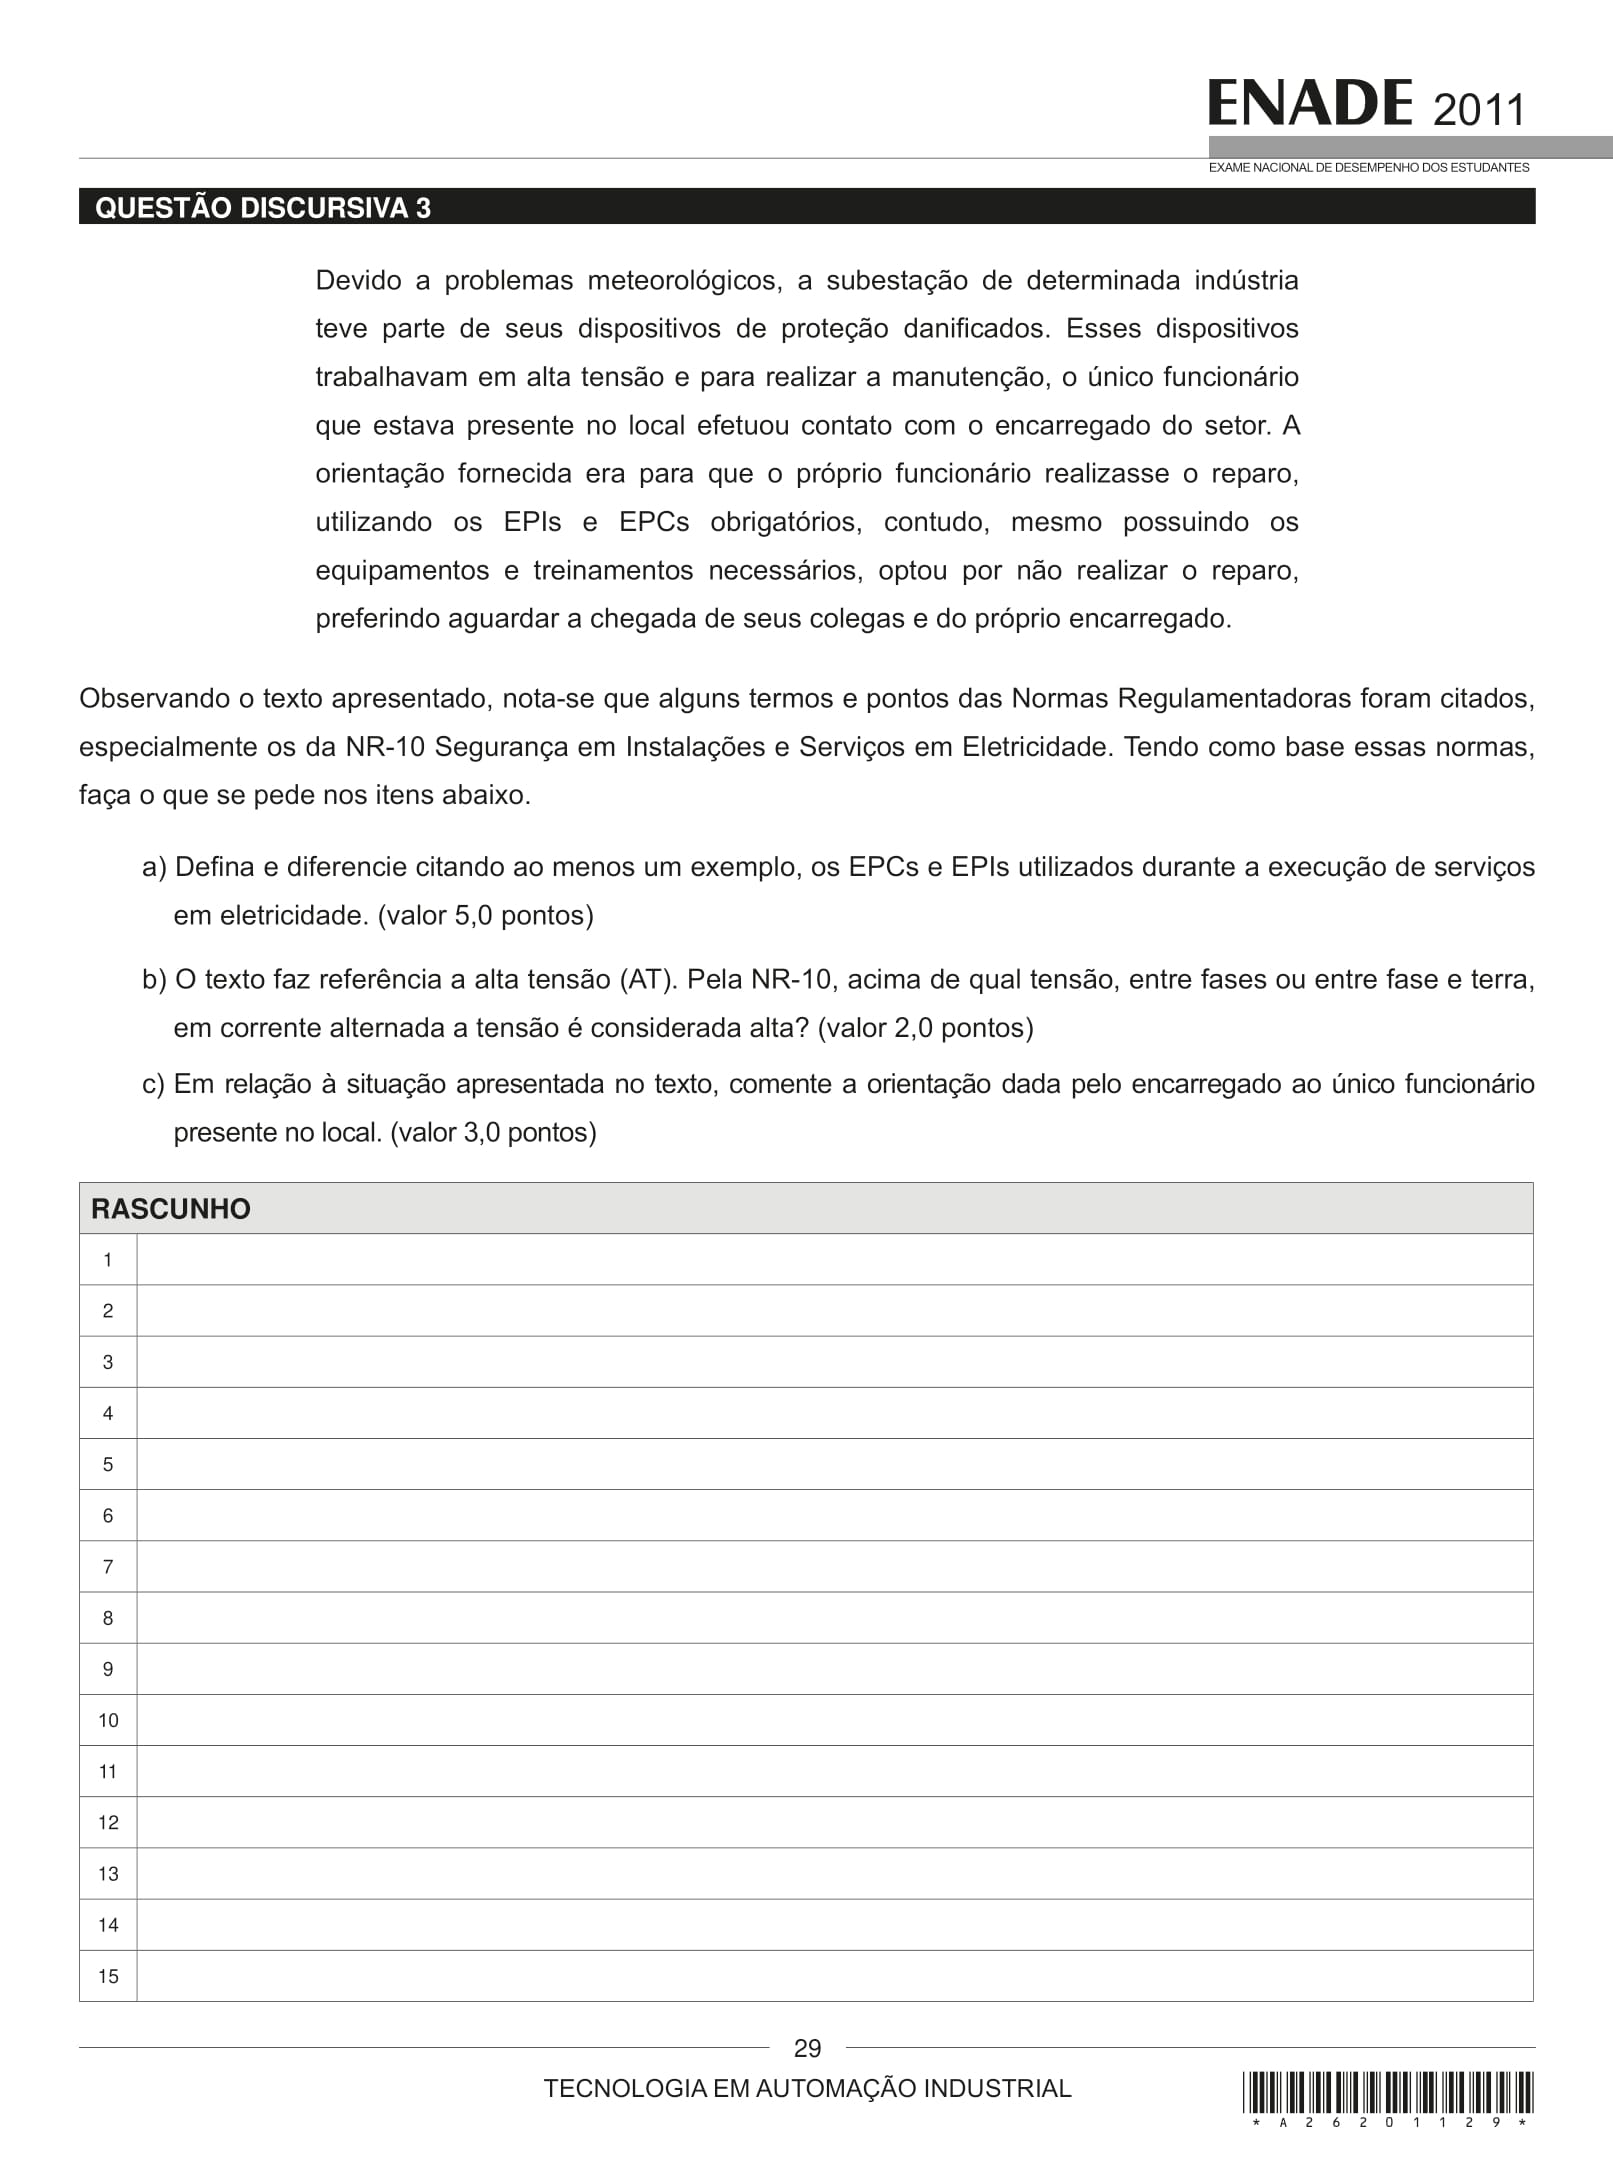 ENADE 2011
EXAME NACIONAL DE DESEMPENHO DOS ESTUDANTES
QUESTÃO DISCURSIVA 3
Devido a problemas meteorológicos, a subestação de determinada indústria
teve parte de seus dispositivos de proteção danificados. Esses dispositivos
trabalhavam em alta tensão e para realizar a manutenção, o único funcionário
que estava presente no local efetuou contato com o encarregado do setor. A
orientação fornecida era para que o próprio funcionário realizasse o reparo,
utilizando os EPIs e EPCs obrigatórios, contudo, mesmo possuindo os
equipamentos e treinamentos necessários, optou por não realizar o reparo,
preferindo aguardar a chegada de seus colegas e do próprio encarregado.
Observando o texto apresentado, nota-se que alguns termos e pontos das Normas Regulamentadoras foram citados,
especialmente os da NR-10 Segurança em Instalações e Serviços em Eletricidade. Tendo como base essas normas,
faça o que se pede nos itens abaixo.
a) Defina e diferencie citando ao menos um exemplo, os EPCs e EPIs utilizados durante a execução de serviços
em eletricidade. (valor 5,0 pontos)
b) O texto faz referência a alta tensão (AT). Pela NR-10, acima de qual tensão, entre fases ou entre fase e terra,
em corrente alternada a tensão é considerada alta? (valor 2,0 pontos)
c) Em relação à situação apresentada no texto, comente a orientação dada pelo encarregado ao único funcionário
presente no local. (valor 3,0 pontos)
RASCUNHO
1
2
3
4
5
6
7
8
9
10
11
12
13
14
15
29
TECNOLOGIA EM AUTOMAÇÃO INDUSTRIAL
* A 2 6 2 0 1 1 2 9 *